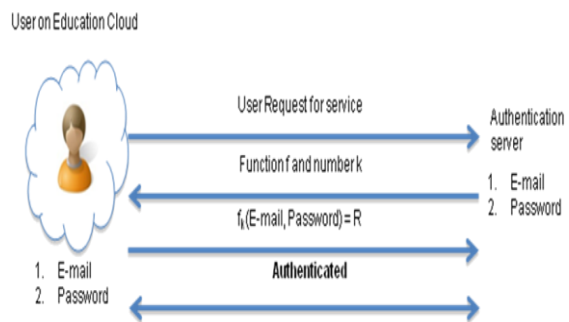 User on Education Cloud
User Request for service
Authentication
server
Function f and number k
1. E-mail
2. Password
fk(E-mail, Password) = R
Authenticated
1. E-mail
2. Password